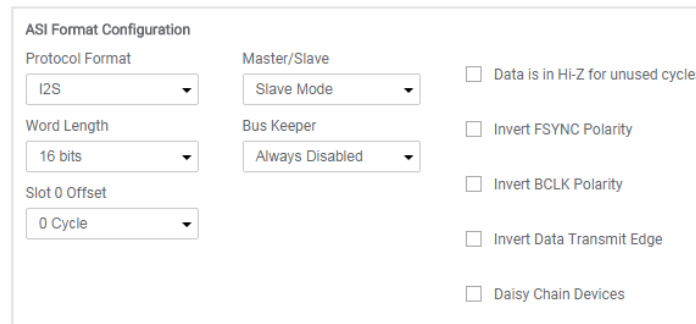 ASI Format Configuration
Protocol Format
I2S
Word Length
16 bits
Slot 0 Offset
0 Cycle
Master/Slave
Slave Mode
Bus Keeper
Always Disabled
Data is in Hi-Z for unused cycle
Invert FSYNC Polarity
Invert BCLK Polarity
Invert Data Transmit Edge
Daisy Chain Devices